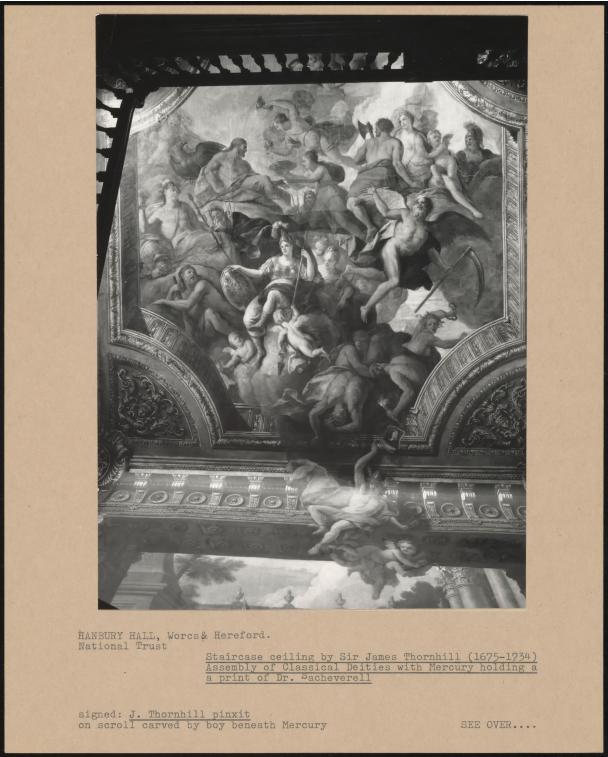 HANBURY HALL, Worcs& Hereford.
National Trust
Staircase ceiling by Sir James Thornhill (1675-1934)
Assembly of Classical Deities with Mercury holding a
a print of Dr. Sacheverell
signed: J. Thornhill pinxit
on scroll carved by boy beneath Mercury
SEE OVER....